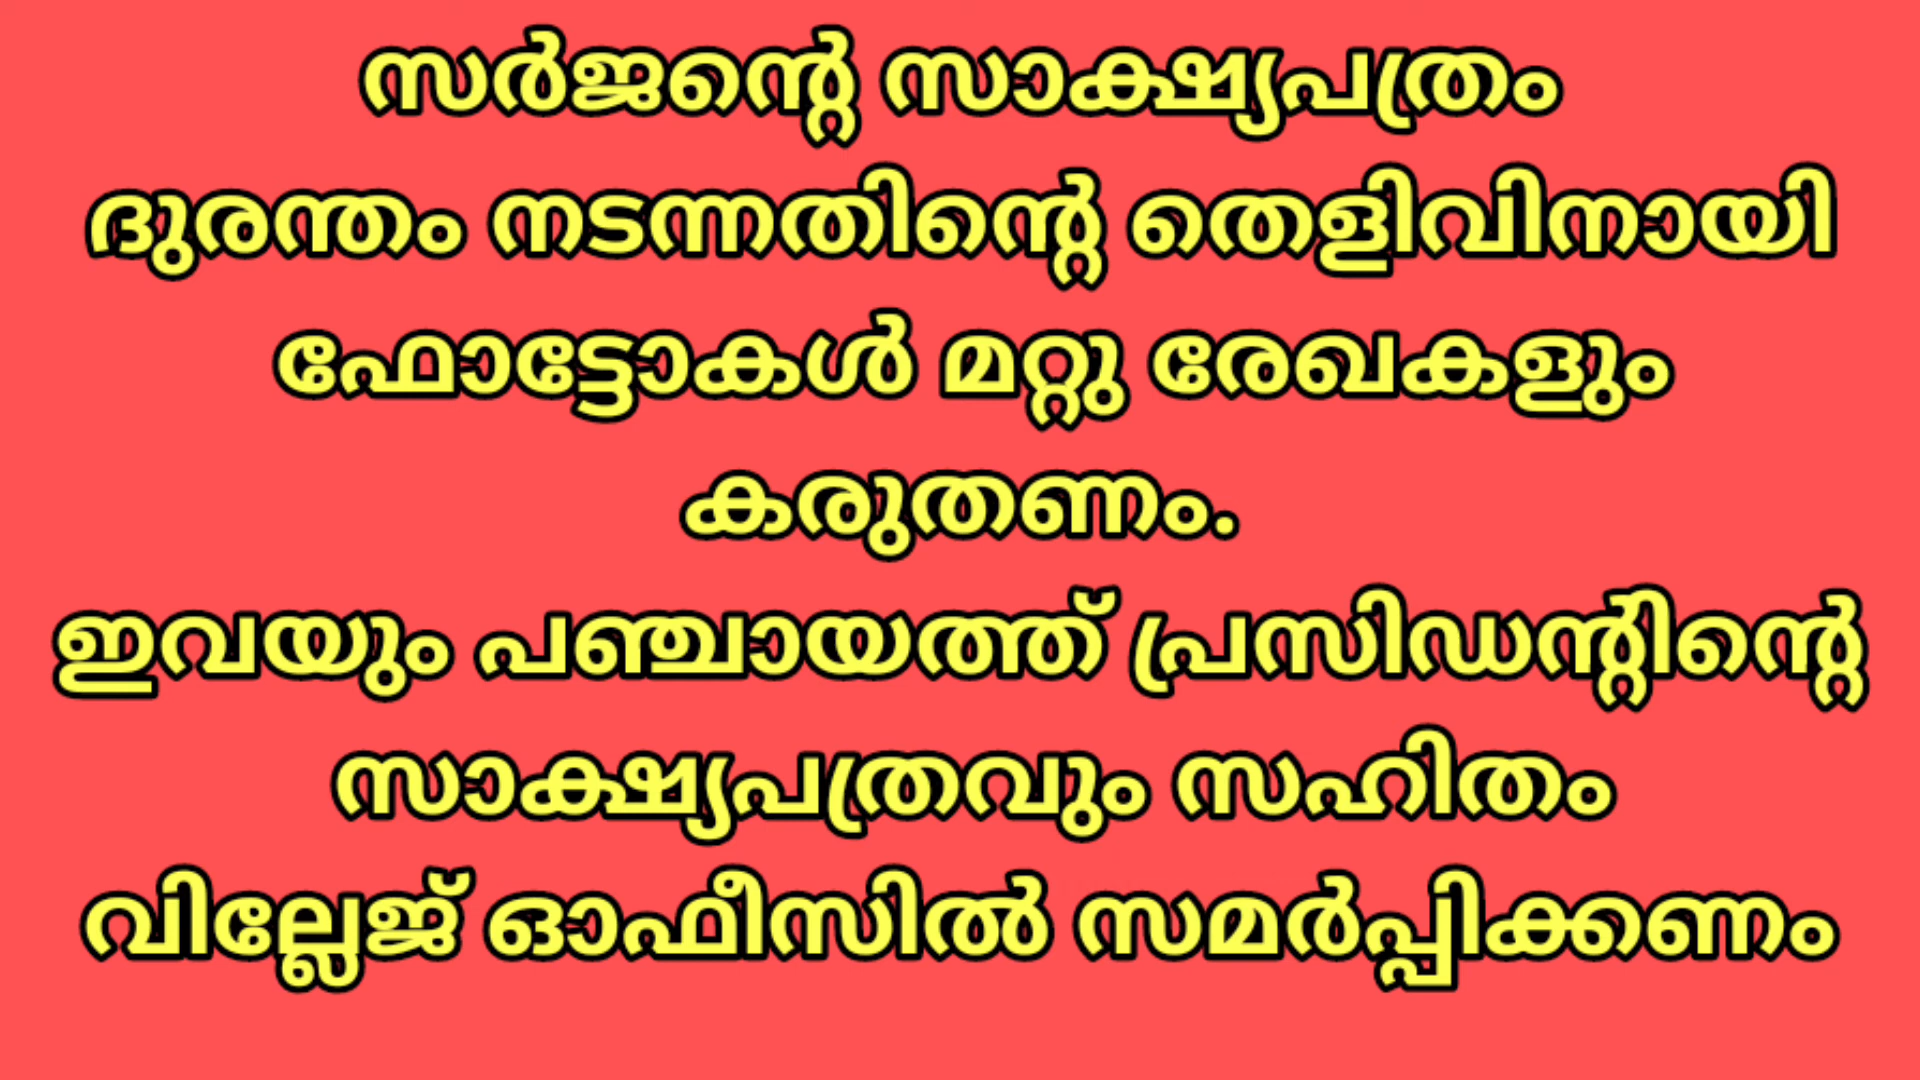 സർജന്റെ സാക്ഷ്യപത്രം
ദുരന്തം നടന്നതിന്റെ തെളിവിനായി
ഫോട്ടോകൾ മറ്റു രേഖകളും
കരുതണം.
ഇവയും പഞ്ചായത്ത് പ്രസിഡന്റിന്റെ
സാക്ഷ്യപത്രവും സഹിതം
വില്ലേജ് ഓഫീസിൽ സമർപ്പിക്കണം